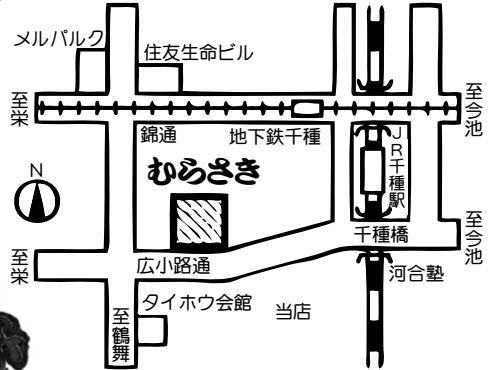 メルパルク
住友生命ビル
至栄
至今池
錦通
地下鉄千種
JR千種駅
むらさき
N
至今池
千種橋
至栄
広小路通
河合塾
タイホウ会館
当店
至鶴舞